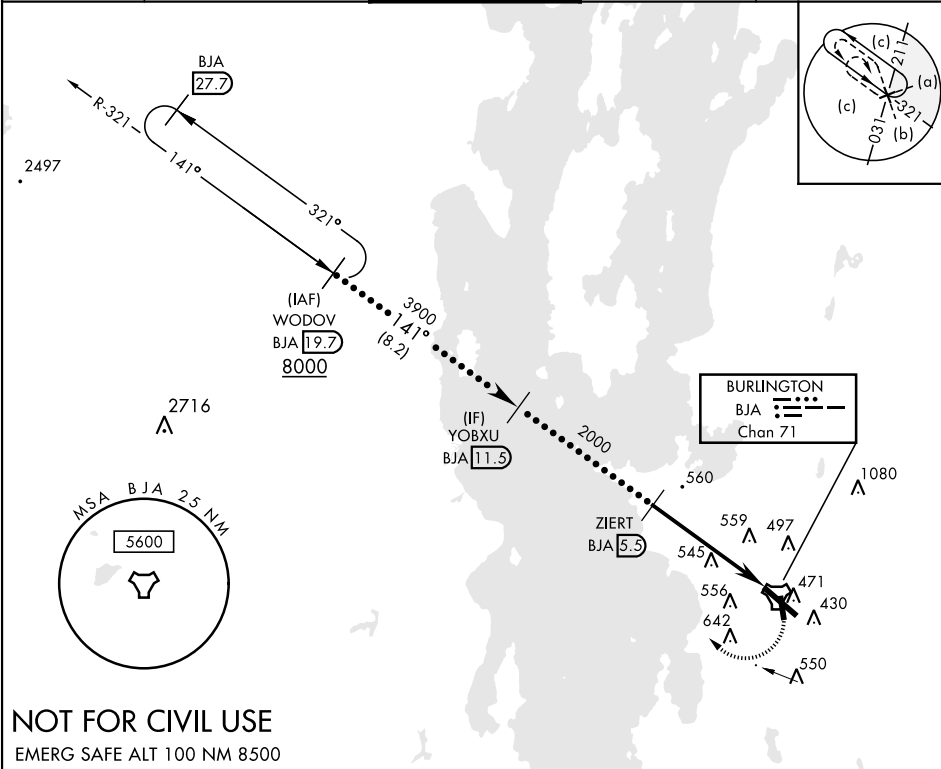 BJA
27.7
R-321
141°
321°
2497
(c)
211
(a)
(c)
321
031
(b)
(IAF)
WODOV
BJA 19.7
8000
3900
141°
(8.2)
2716
(IF)
YOBXU
BJA 11.5
2000
BURLINGTON
BJA
Chan 71
1080
560
ZIERT
BJA 5.5
559
497
545
471
556
430
642
550
MSA BJA 25 NM
5600
NOT FOR CIVIL USE
EMERG SAFE ALT 100 NM 8500